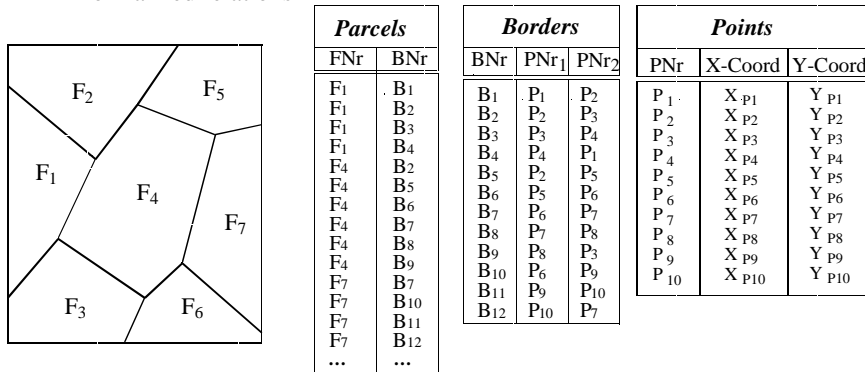 F2
F5
F1
F4
F7
F3
F6
Parcels
FNr BNr
F1 B1
F1 B2
F1 B3
F1 B4
F4 B2
F4 B5
F4 B6
F4 B7
F4 B8
F4 B9
F7 B7
F7 B10
F7 B11
F7 B12
... ...
Borders
BNr PNr1 PNr2
B1 P1 P2
B2 P2 P3
B3 P3 P4
B4 P4 P1
B5 P2 P5
B6 P5 P6
B7 P6 P7
B8 P7 P8
B9 P8 P3
B10 P6 P9
B11 P9 P10
B12 P10 P7
Points
PNr X-Coord Y-Coord
P1 XP1 YP1
P2 XP2 YP2
P3 XP3 YP3
P4 XP4 YP4
P5 XP5 YP5
P6 XP6 YP6
P7 XP7 YP7
P8 XP8 YP8
P9 XP9 YP9
P10 XP10 YP10